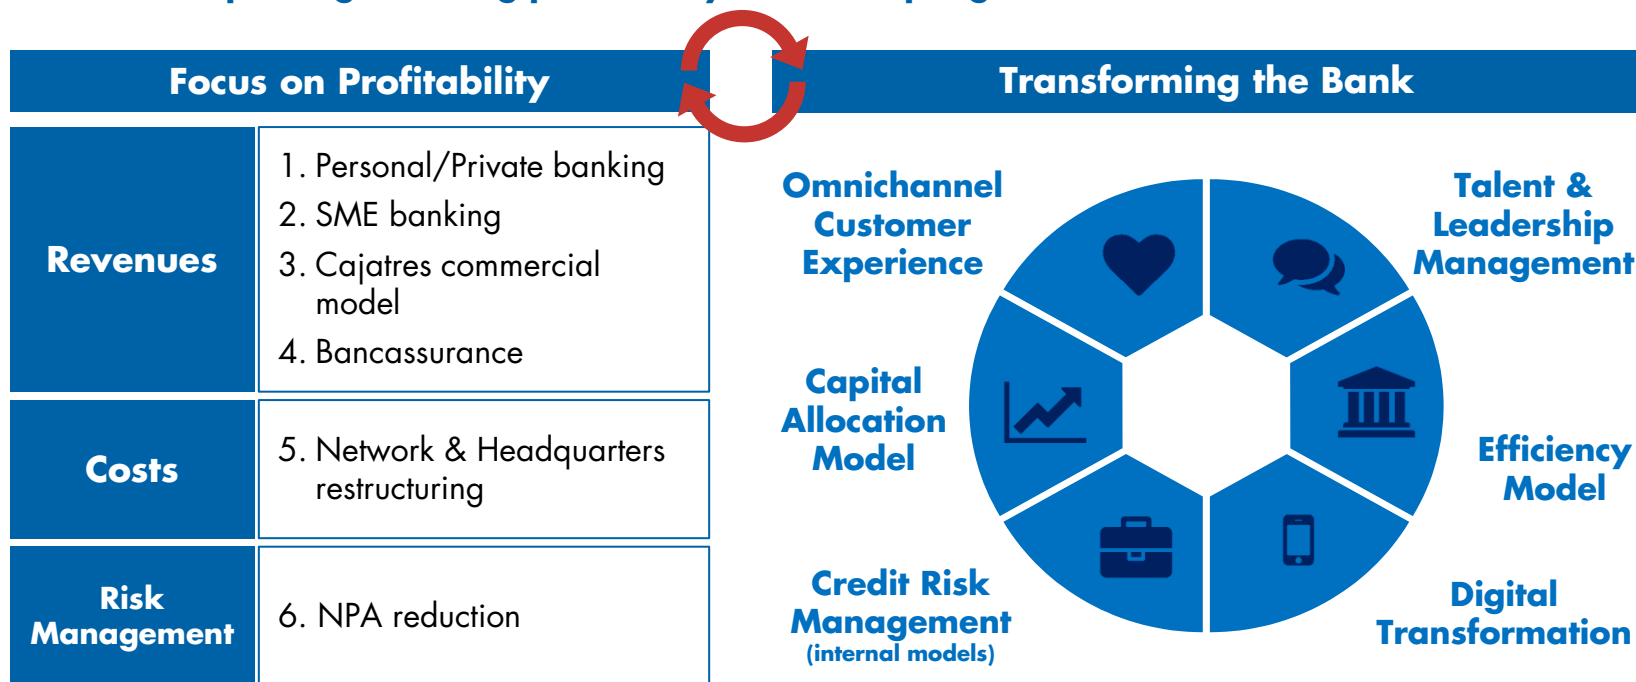 Focus on Profitability
Transforming the Bank
Revenues
1. Personal/Private banking
2. SME banking
3. Cajatres commercial
model
4. Bancassurance
Costs
5. Network & Headquarters
restructuring
Risk
Management
6. NPA reduction
Omnichannel
Customer
Experience
Talent &
Leadership
Management
Capital
Allocation
Model
Efficiency
Model
Credit Risk
Management
(internal models)
Digital
Transformation